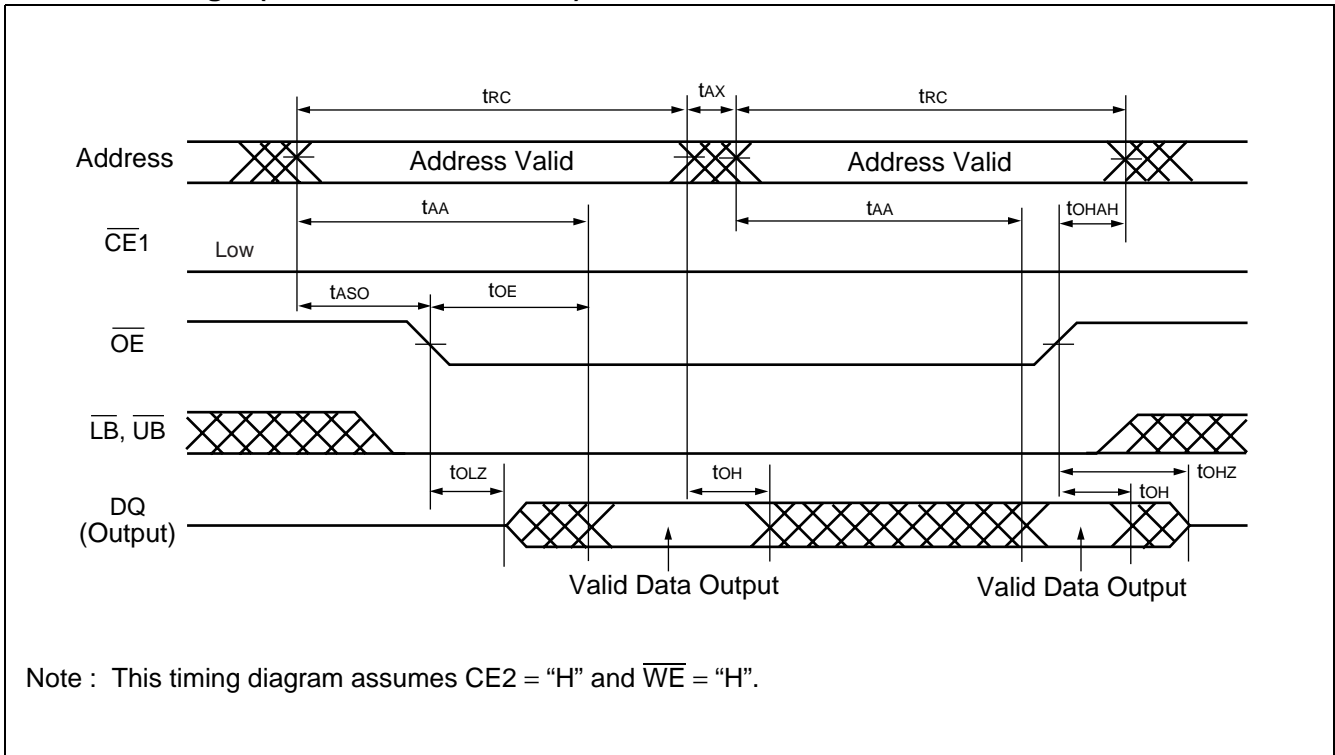 tRC tAX tRC
Address Address Valid Address Valid
tAA tAA tOHAH
CE1 Low
tASO tOE
OE
LB, UB
tOLZ tOH tOHZ
tOH
DQ
(Output)
Valid Data Output Valid Data Output
Note : This timing diagram assumes CE2 = “H” and WE = “H”.